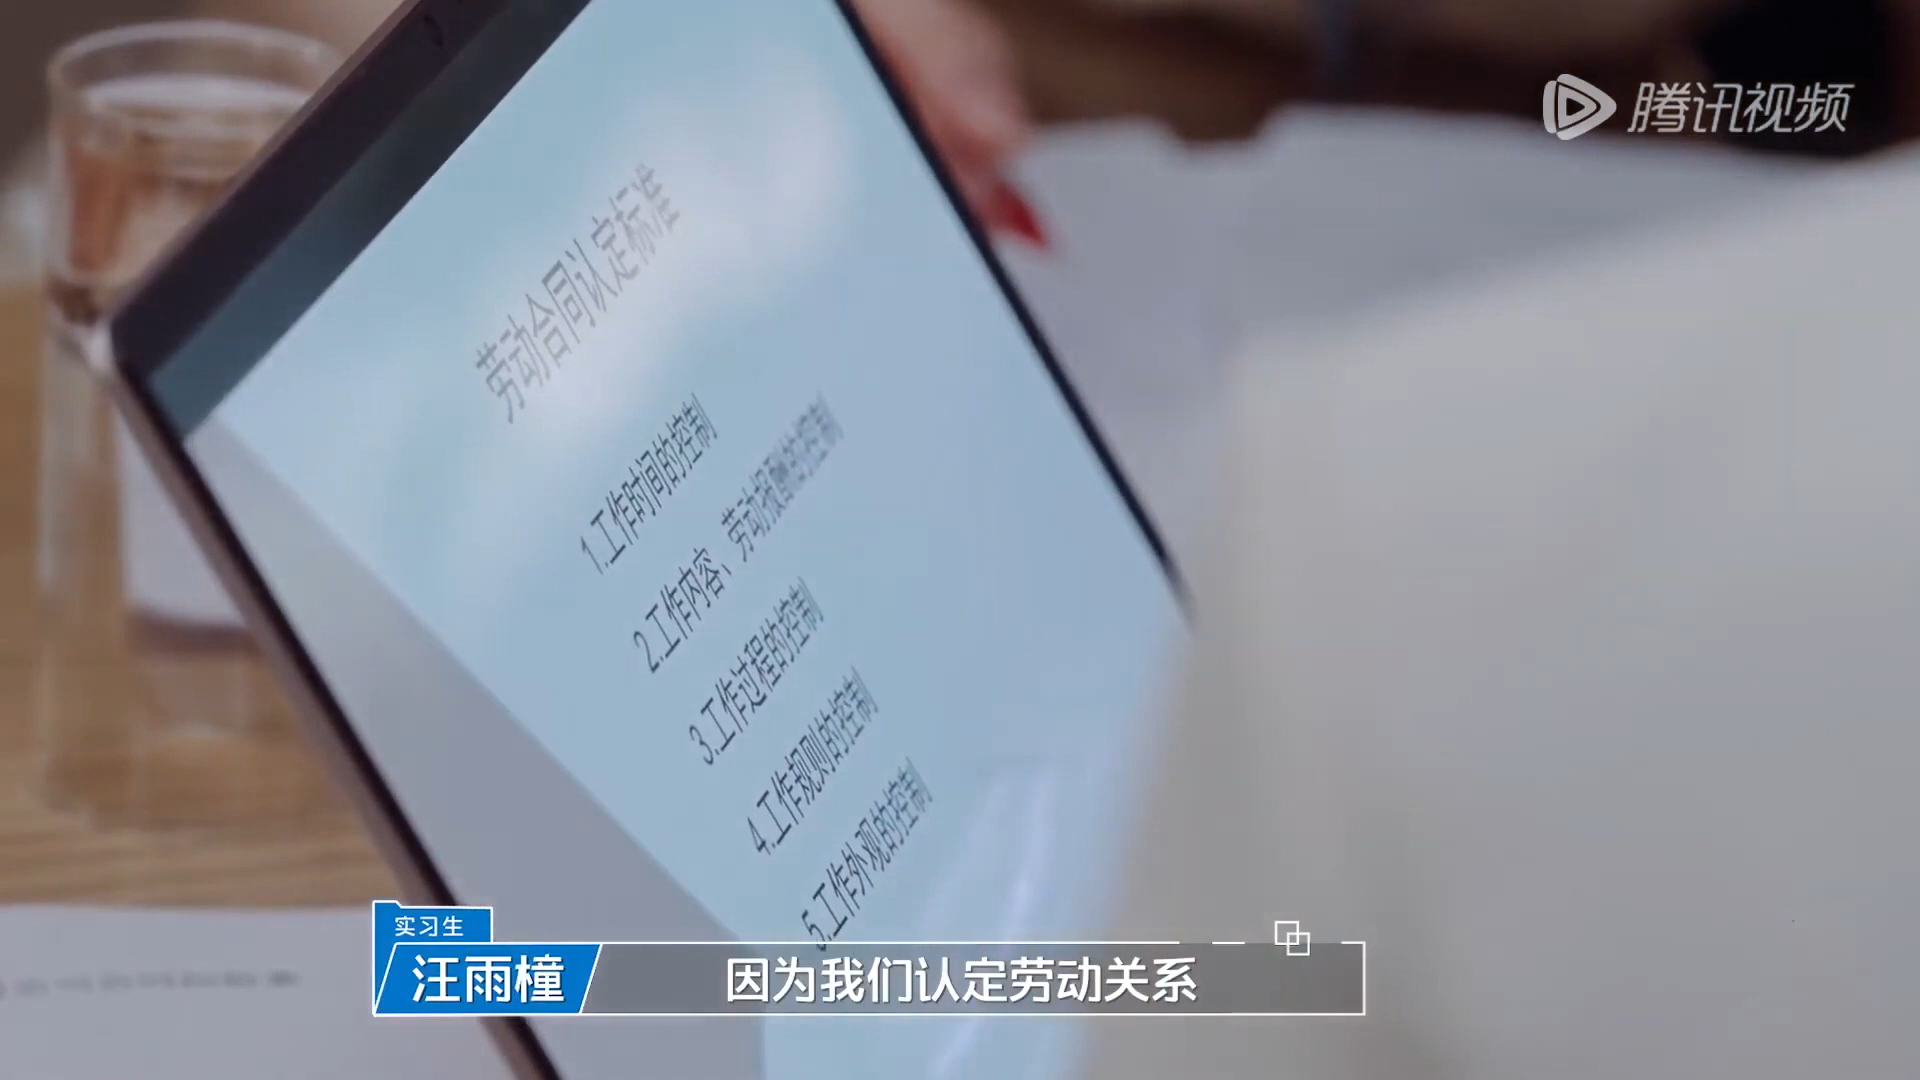 腾讯视频
劳动合同认定标准
1.工作时间的控制
2.工作内容、劳动报酬的控制
3.工作过程的控制
4.工作规则的控制
5.工作外观的控制
实习生
汪雨橦
因为我们认定劳动关系